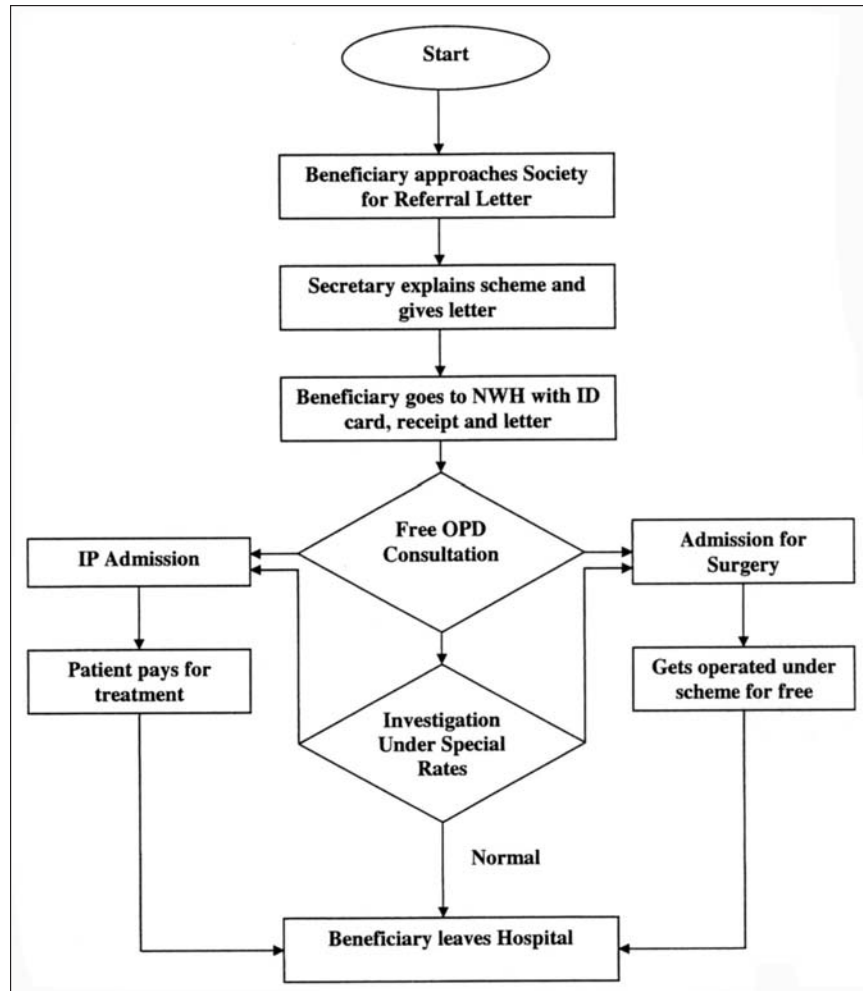 Start
Beneficiary approaches Society
for Referral Letter
Secretary explains scheme and
gives letter
Beneficiary goes to NWH with ID
card, receipt and letter
Free OPD
Consultation
IP Admission
Admission for
Surgery
Patient pays for
treatment
Gets operated under
scheme for free
Investigation
Under Special
Rates
Normal
Beneficiary leaves Hospital